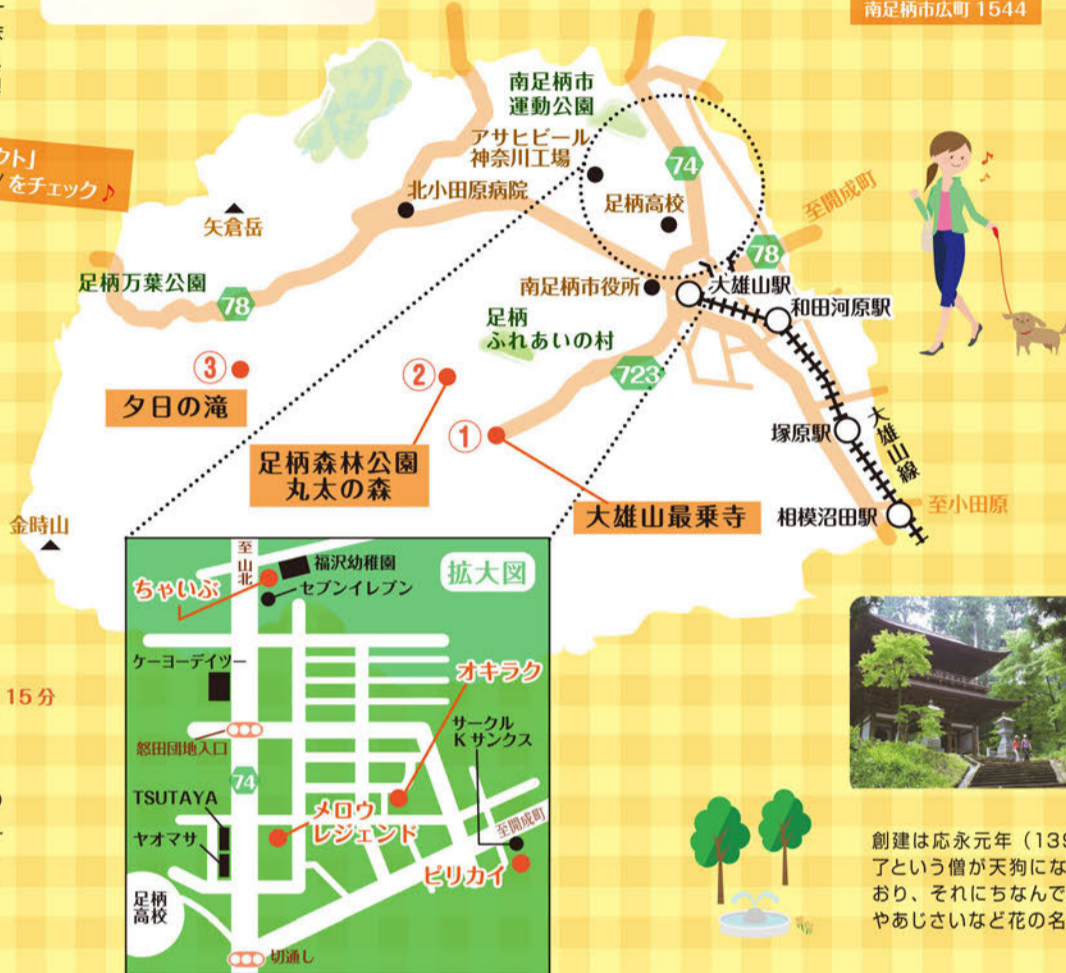 南足柄市広町 1544
クト」
をチェック♪
南足柄市
運動公園
アサヒビール
神奈川工場
74
北小田原病院
足柄高校
至開成町
矢倉岳
78
足柄万葉公園
78
南足柄市役所
大雄山駅
和田河原駅
足柄
ふれあいの村
723
③
夕日の滝
②
足柄森林公園
丸太の森
①
大雄山最乗寺
塚原駅
大雄山線
相模沼田駅
至小田原
金時山
至山北
福沢幼稚園
拡大図
ちゃいぶ
セブンイレブン
ケーヨーデイツー
オキラク
サークル
Kサンクス
怒田団地入口
74
TSUTAYA
メロウ
レジェンド
ヤオマサ
至開成町
ピリカイ
足柄
高校
切通し
15分
創建は応永元年（139
了という僧が天狗にな
おり、それにちなんで
やあじさいなど花の名